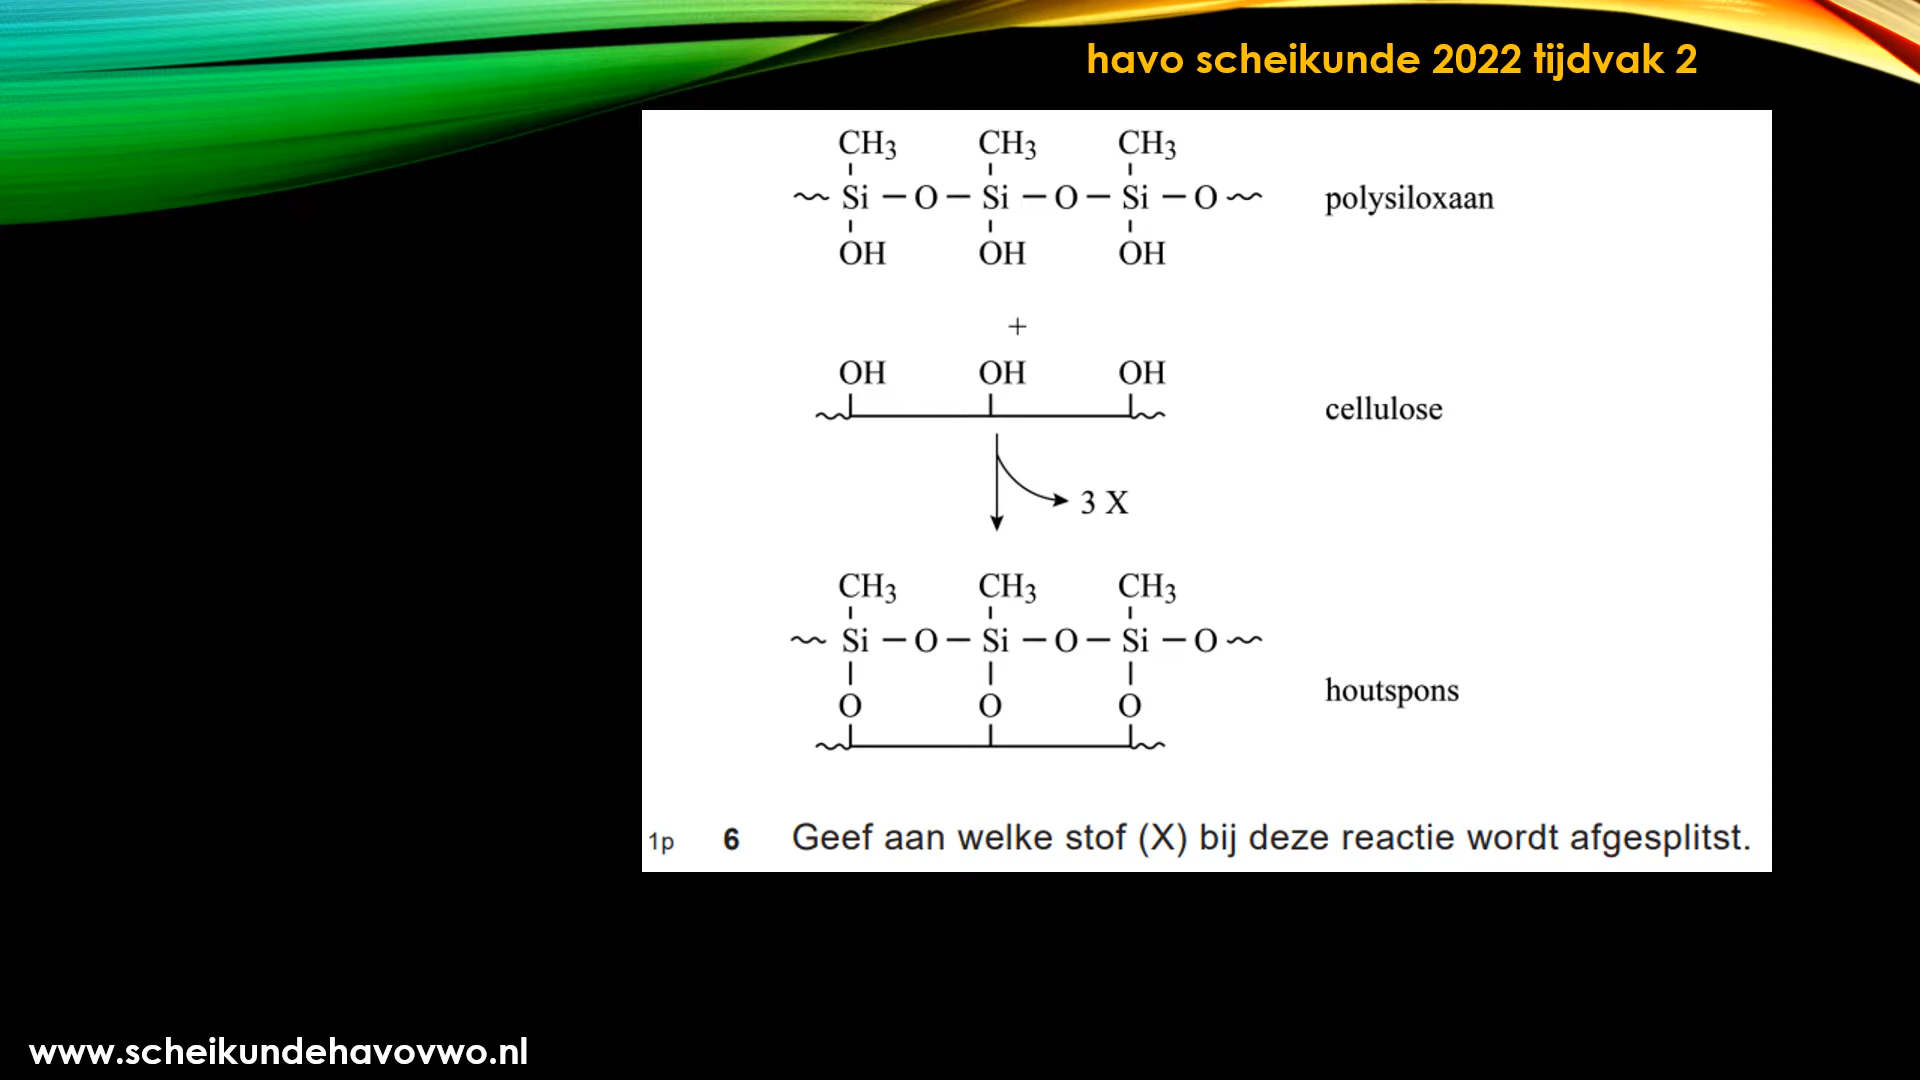 havo scheikunde 2022 tijdvak 2
CH3 CH3 CH3
Si – O – Si – O – Si – O polysiloxaan
OH OH OH
+
OH OH OH
cellulose
3 X
CH3 CH3 CH3
Si – O – Si – O – Si – O
houtspons
O O O
1p 6 Geef aan welke stof (X) bij deze reactie wordt afgesplitst.
www.scheikundehavovwo.nl